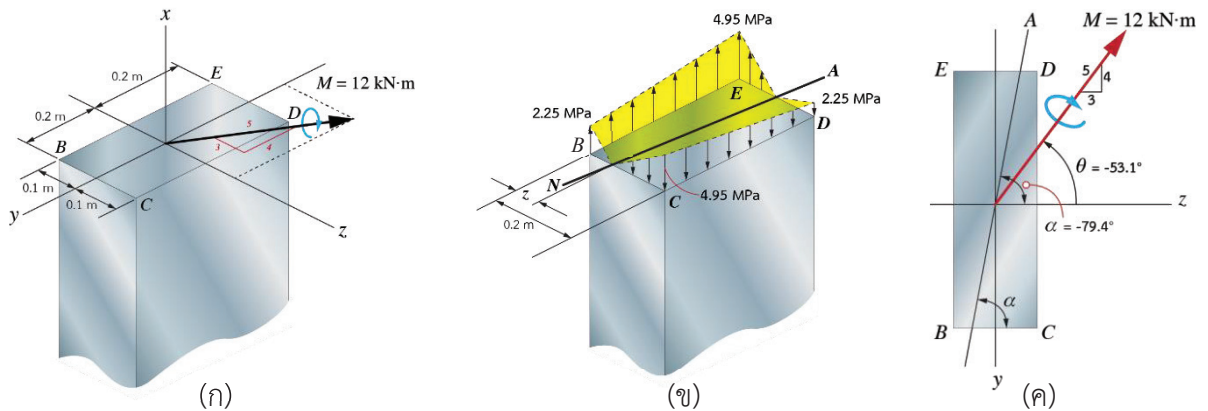 x
0.2 m
E
M = 12 kN·m
0.2 m
5
D
3
4
B
0.1 m
0.1 m
C
y
z
(ก)
4.95 MPa
A
E
2.25 MPa
2.25 MPa
D
B
N
z
4.95 MPa
C
0.2 m
(ข)
A
M = 12 kN·m
E
D
5
4
3
θ = -53.1°
z
α = -79.4°
α
B
C
y
(ค)